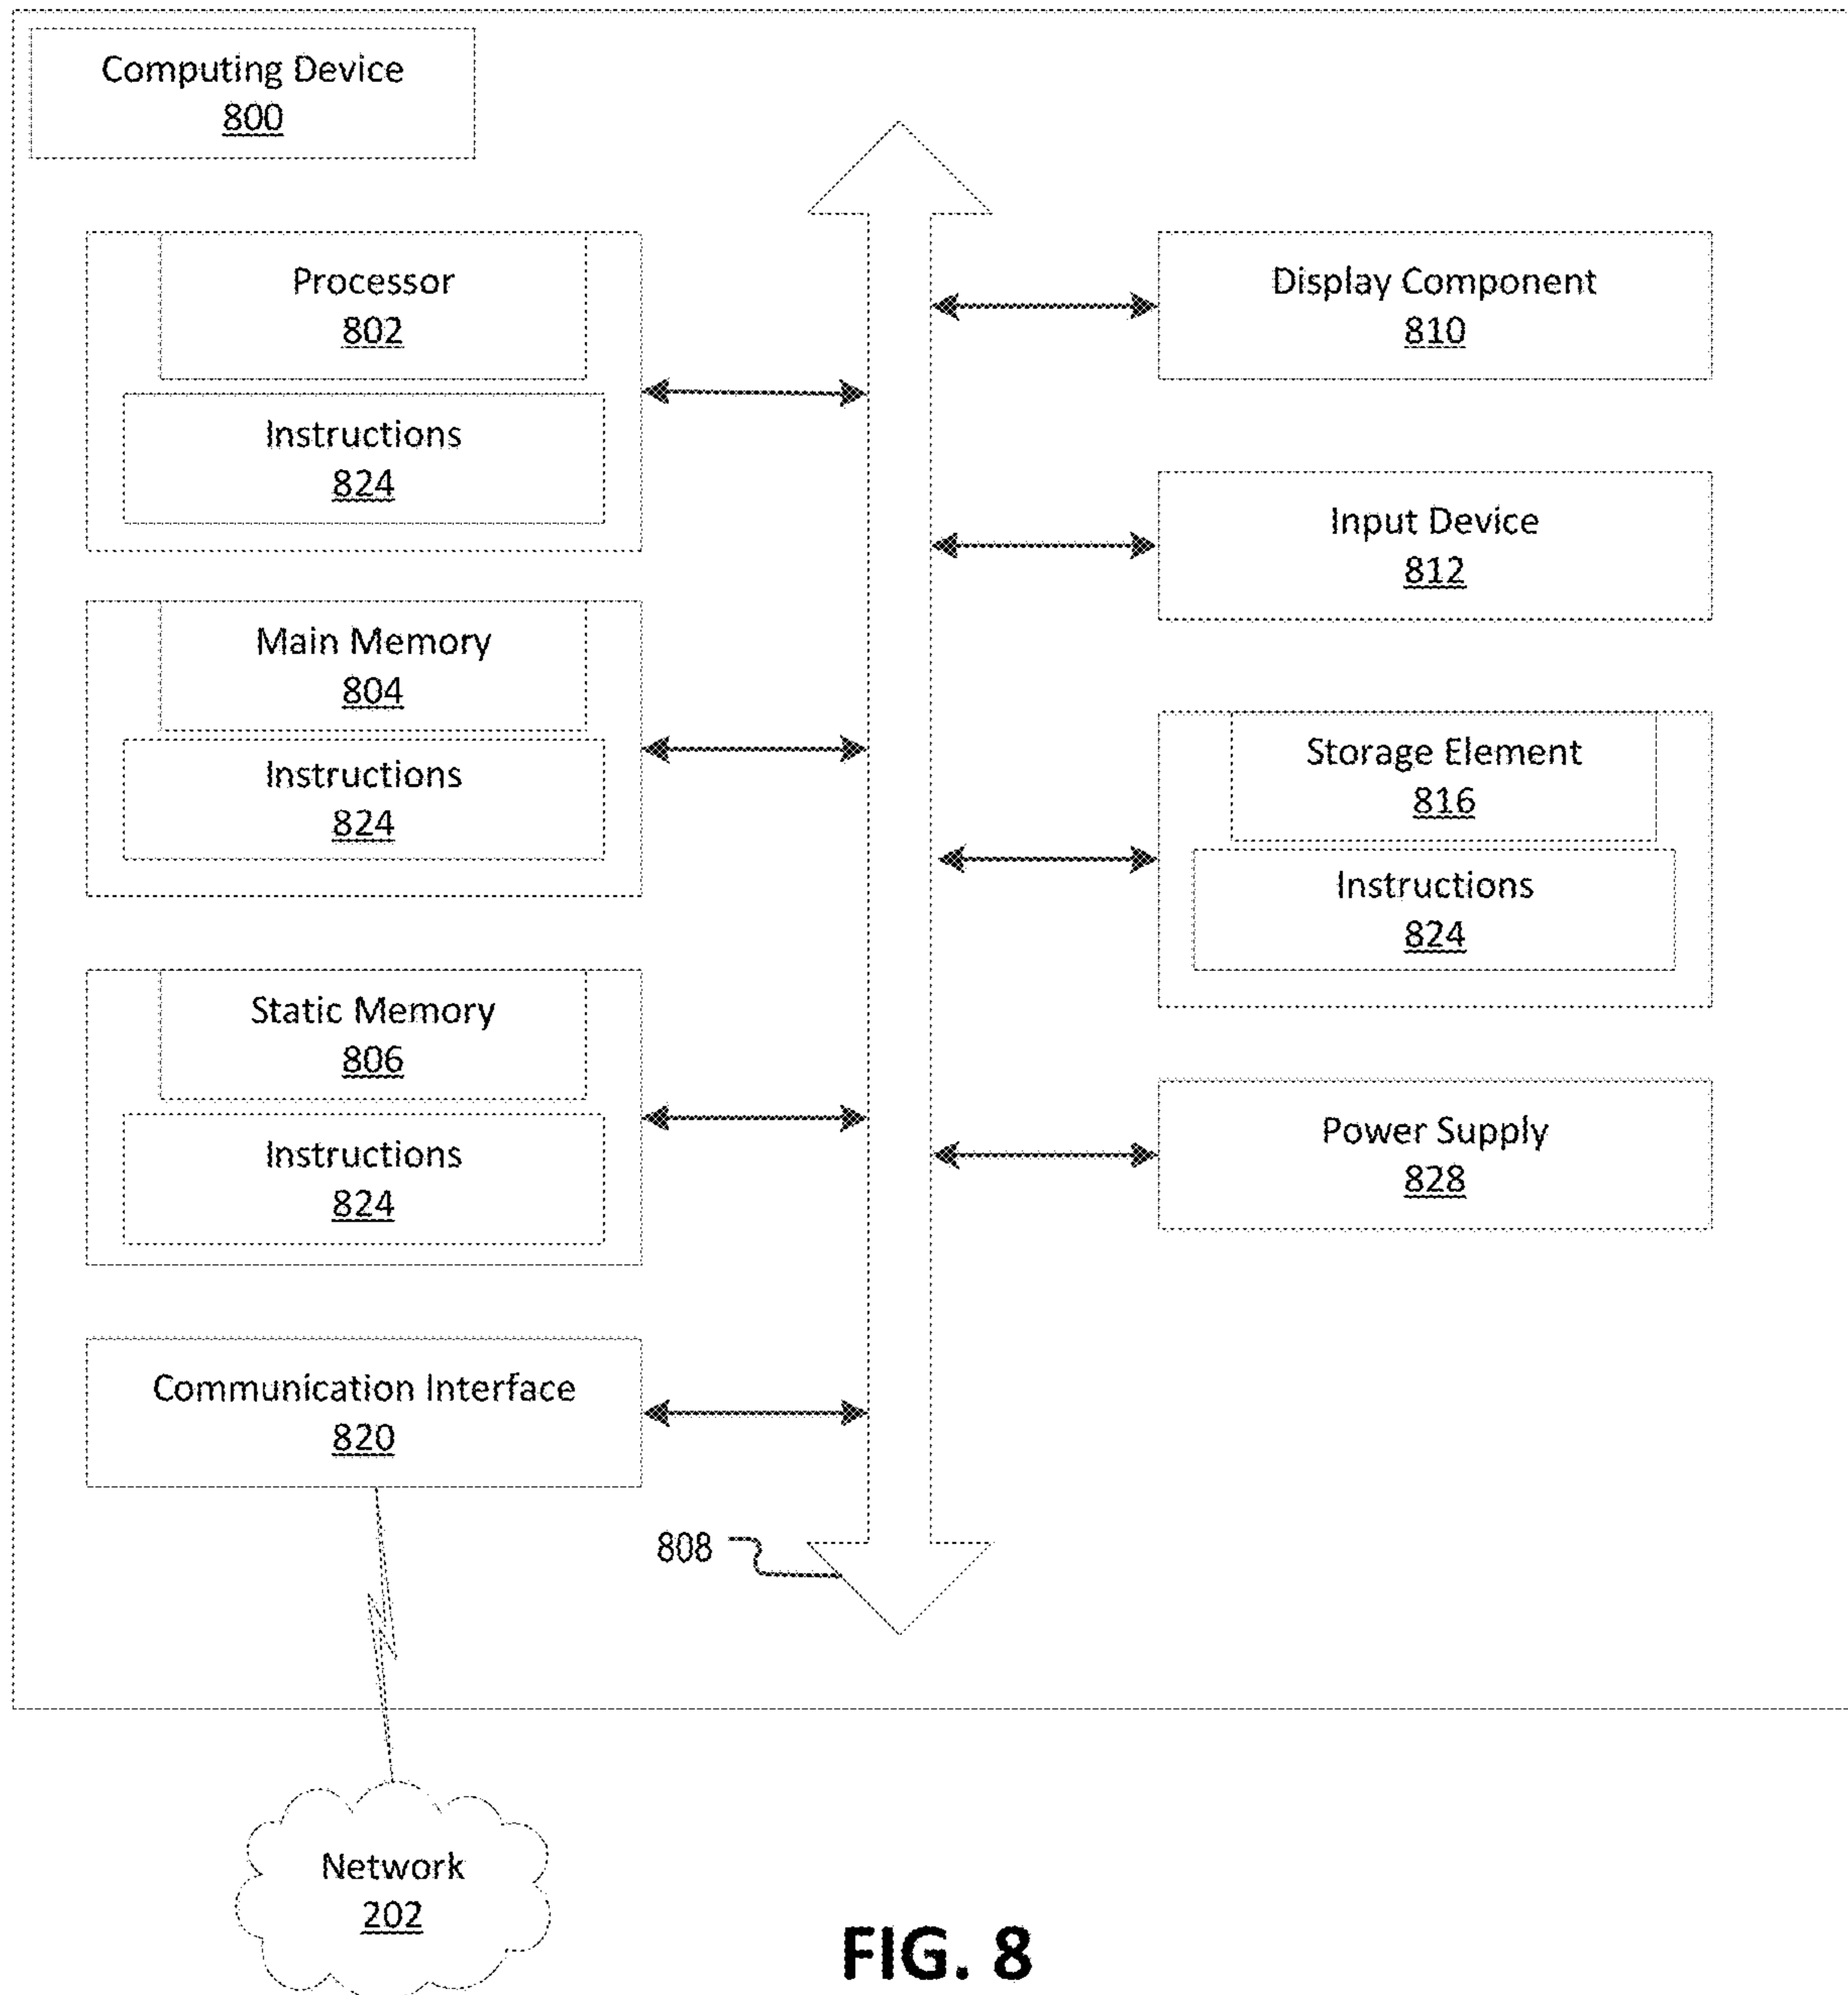 Computing Device
800
Processor
802
Instructions
824
Main Memory
804
Instructions
824
Static Memory
806
Instructions
824
Communication Interface
820
808
Display Component
810
Input Device
812
Storage Element
816
Instructions
824
Power Supply
828
Network
202
FIG. 8